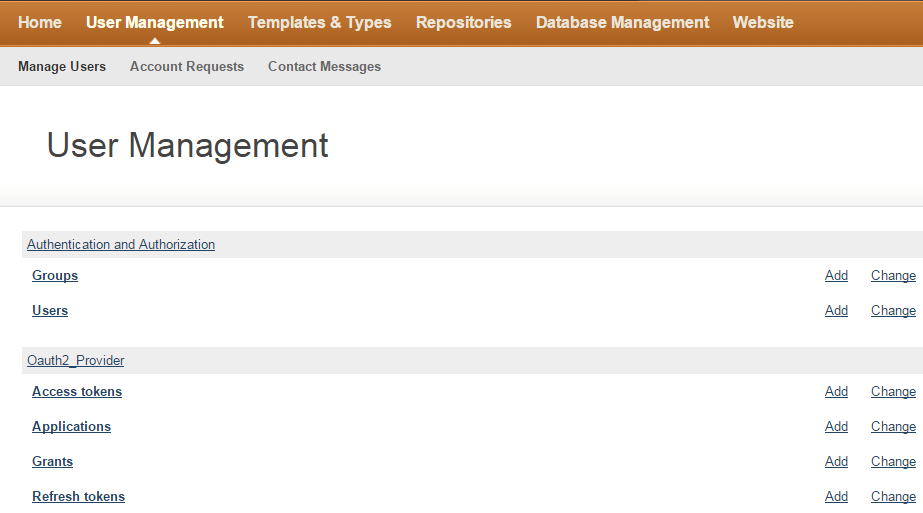 Home User Management Templates & Types Repositories Database Management Website
Manage Users Account Requests Contact Messages
User Management
Authentication and Authorization
Groups Add Change
Users Add Change
Oauth2_Provider
Access tokens Add Change
Applications Add Change
Grants Add Change
Refresh tokens Add Change